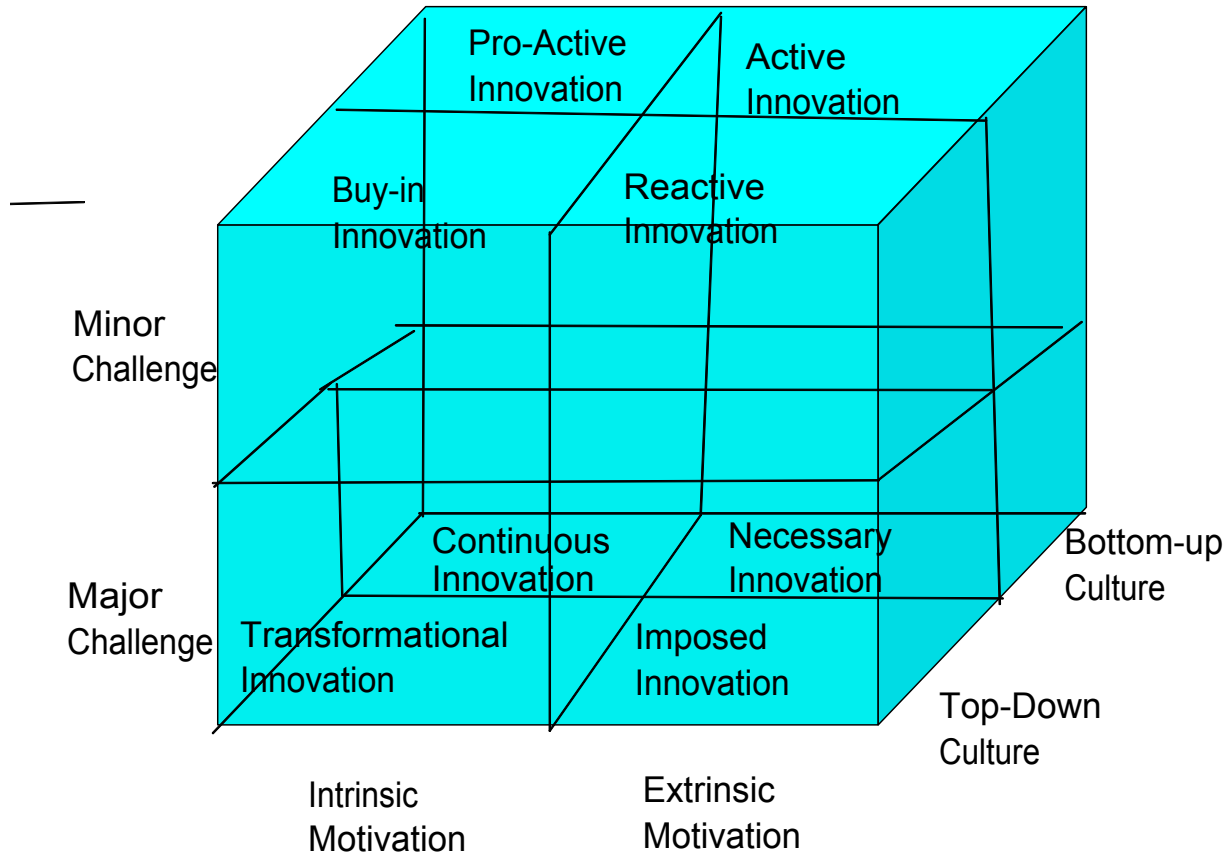 Pro-Active
Innovation
Active
Innovation
Buy-in
Innovation
Reactive
Innovation
Minor
Challenge
Continuous
Innovation
Necessary
Innovation
Bottom-up
Culture
Major
Challenge
Transformational
Innovation
Imposed
Innovation
Top-Down
Culture
Intrinsic
Motivation
Extrinsic
Motivation